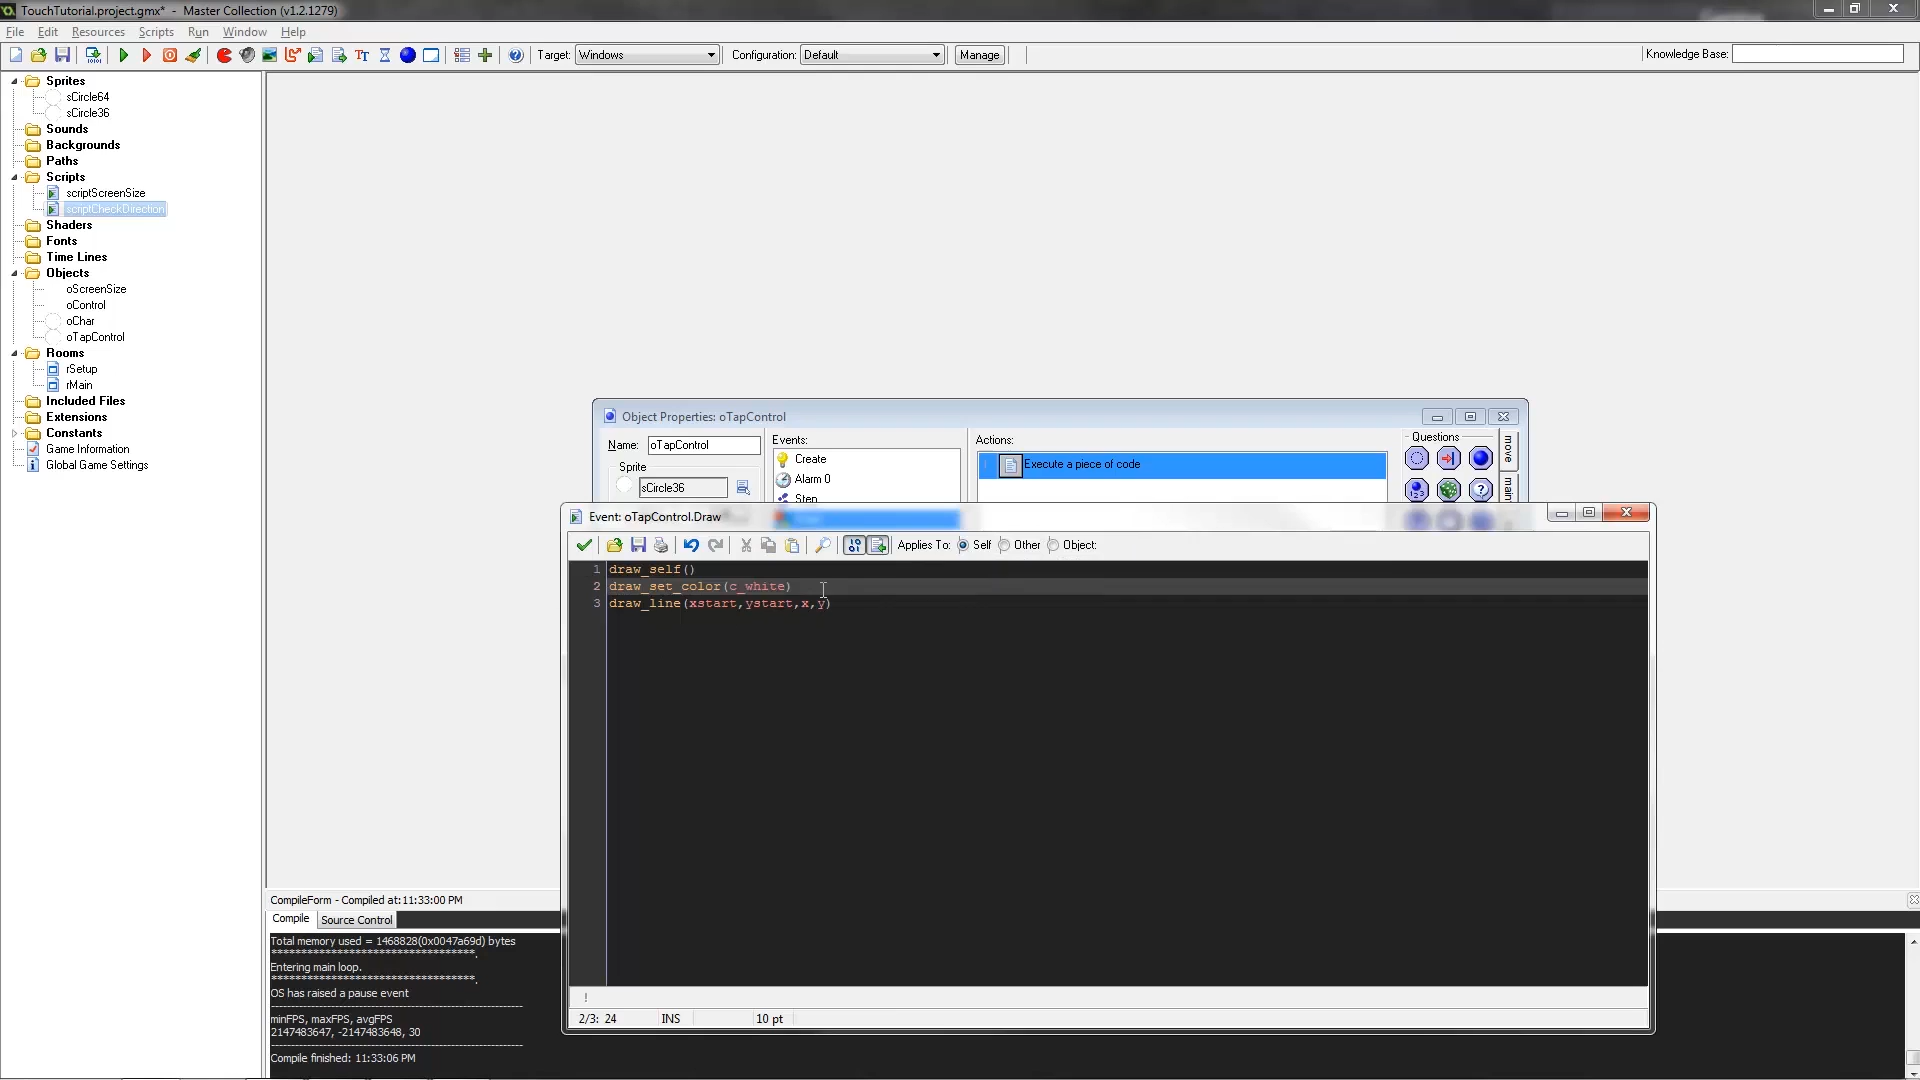 TouchTutorial.project.gmx* - Master Collection (v1.2.1279)
File Edit Resources Scripts Run Window Help
Target: Windows Configuration: Default Manage Knowledge Base:
Sprites
sCircle64
sCircle36
Sounds
Backgrounds
Paths
Scripts
scriptScreenSize
scriptCheckDirection
Shaders
Fonts
Time Lines
Objects
oScreenSize
oControl
oChar
oTapControl
Rooms
rSetup
rMain
Included Files
Extensions
Constants
Game Information
Global Game Settings
Object Properties: oTapControl
Name: oTapControl
Sprite
sCircle36
Events:
Create
Alarm 0
Step
Actions:
Execute a piece of code
Questions
move
Event: oTapControl.Draw
Applies To: Self Other Object:
1 draw_self()
2 draw_set_color(c_white)
3 draw_line(xstart,ystart,x,y)
!
2/3: 24 INS 10 pt
CompileForm - Compiled at:11:33:00 PM
Compile Source Control
Total memory used = 1468828(0x0047a69d) bytes
**********************************.
Entering main loop.
**********************************.
OS has raised a pause event
minFPS, maxFPS, avgFPS
2147483647, -2147483648, 30
Compile finished: 11:33:06 PM